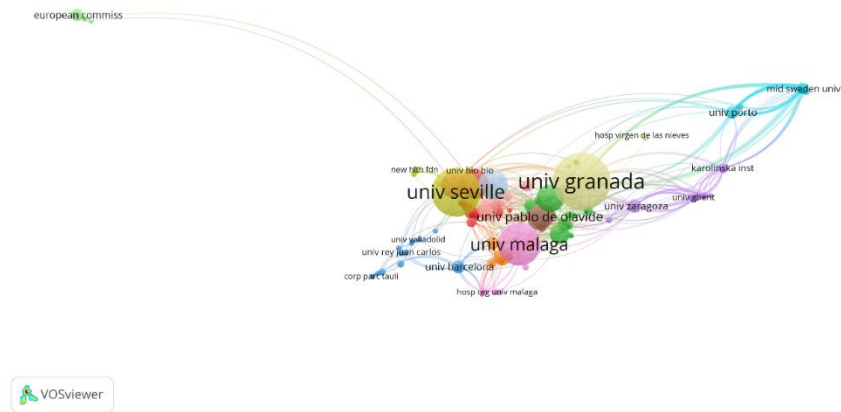 european commiss
mid sweden univ
univ porto
hosp virgen de las nieves
new hlth fdn
univ bio bio
karolinska inst
univ granada
univ seville
univ ghent
univ zaragoza
univ pablo de olavide
univ valladolid
univ malaga
univ rey juan carlos
univ barcelona
corp parc tauli
hosp reg univ malaga
VOSviewer